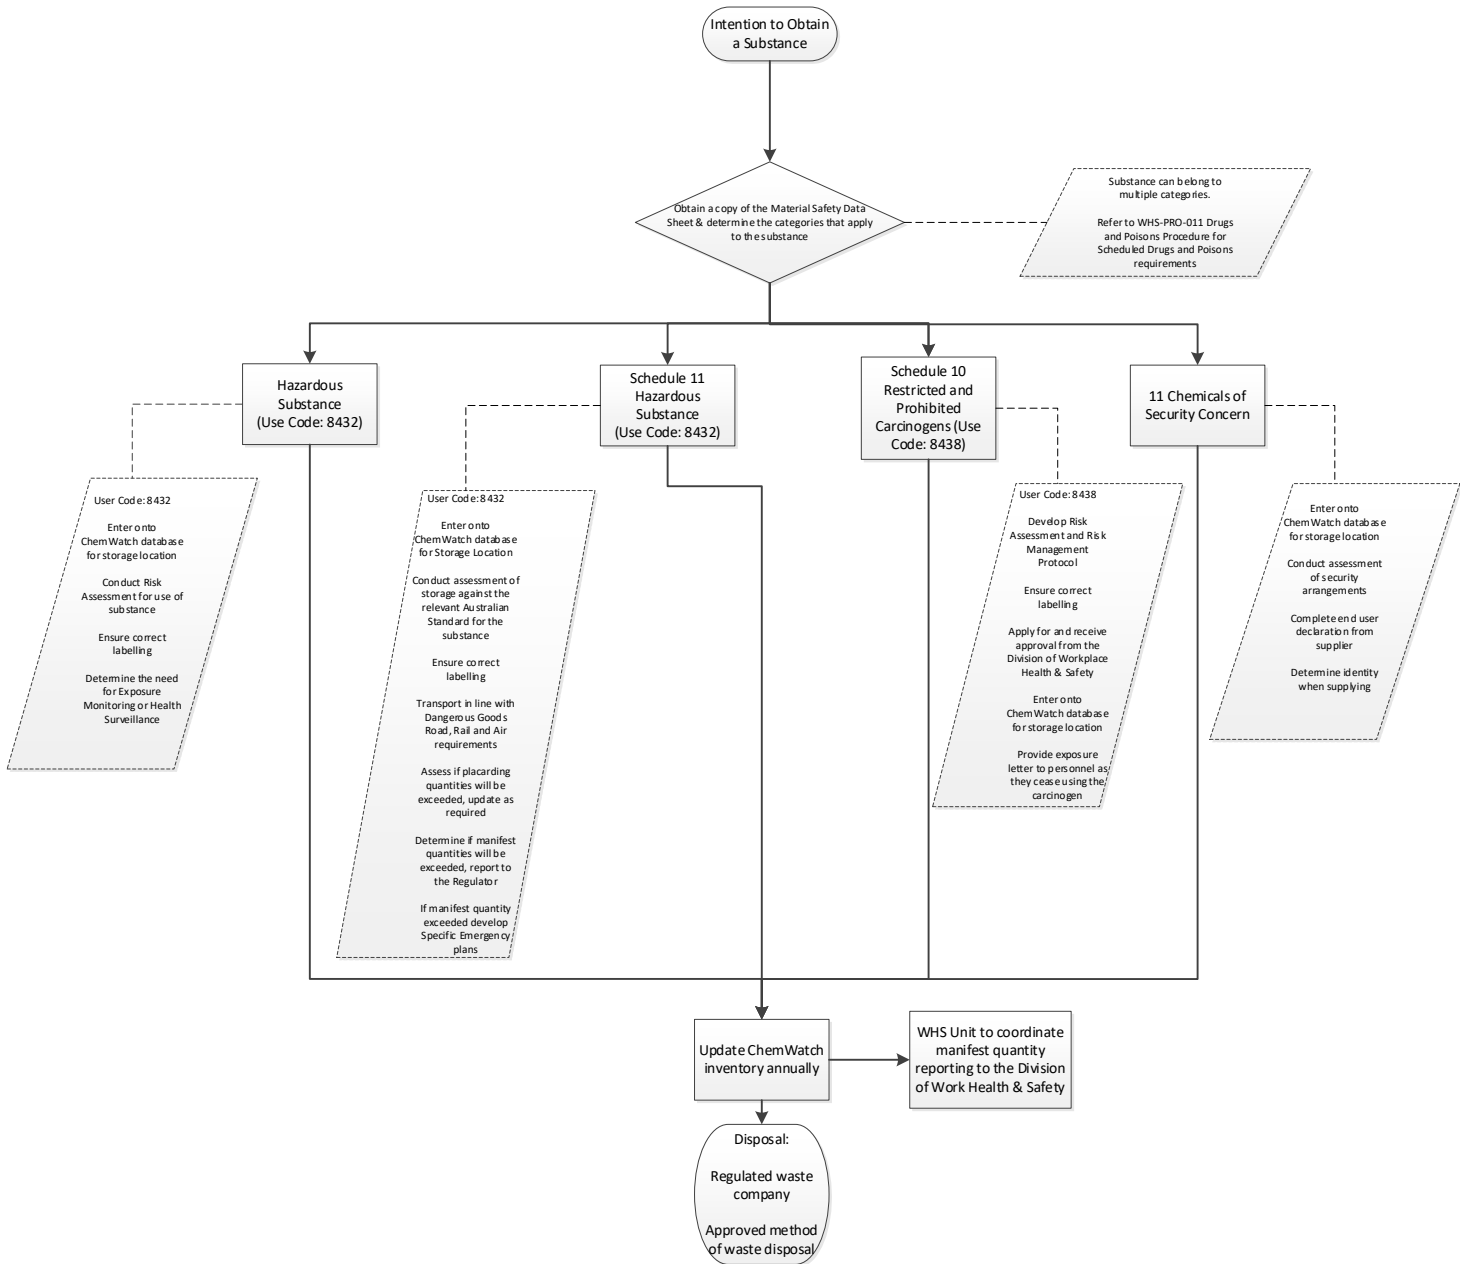 Intention to Obtain
a Substance
Obtain a copy of the Material Safety Data
Sheet & determine the categories that apply
to the substance
Substance can belong to
multiple categories.
Refer to WHS-PRO-011 Drugs
and Poisons Procedure for
Scheduled Drugs and Poisons
requirements
Hazardous
Substance
(Use Code: 8432)
Schedule 11
Hazardous
Substance
(Use Code: 8432)
Schedule 10
Restricted and
Prohibited
Carcinogens (Use
Code: 8438)
11 Chemicals of
Security Concern
User Code: 8432
Enter onto
ChemWatch database
for storage location
Conduct Risk
Assessment for use of
substance
Ensure correct
labelling
Determine the need
for Exposure
Monitoring or Health
Surveillance
User Code: 8432
Enter onto
ChemWatch database
for Storage Location
Conduct assessment of
storage against the
relevant Australian
Standard for the
substance
Ensure correct
labelling
Transport in line with
Dangerous Goods
Road, Rail and Air
requirements
Assess if placarding
quantities will be
exceeded, update as
required
Determine if manifest
quantities will be
exceeded, report to
the Regulator
If manifest quantity
exceeded develop
Specific Emergency
plans
User Code: 8438
Develop Risk
Assessment and Risk
Management
Protocol
Ensure correct
labelling
Apply for and receive
approval from the
Division of Workplace
Health & Safety
Enter onto
ChemWatch database
for storage location
Provide exposure
letter to personnel as
they cease using the
carcinogen
Enter onto
ChemWatch database
for storage location
Conduct assessment
of security
arrangements
Complete end user
declaration from
supplier
Determine identity
when supplying
Update ChemWatch
inventory annually
WHS Unit to coordinate
manifest quantity
reporting to the Division
of Work Health & Safety
Disposal:
Regulated waste
company
Approved method
of waste disposal